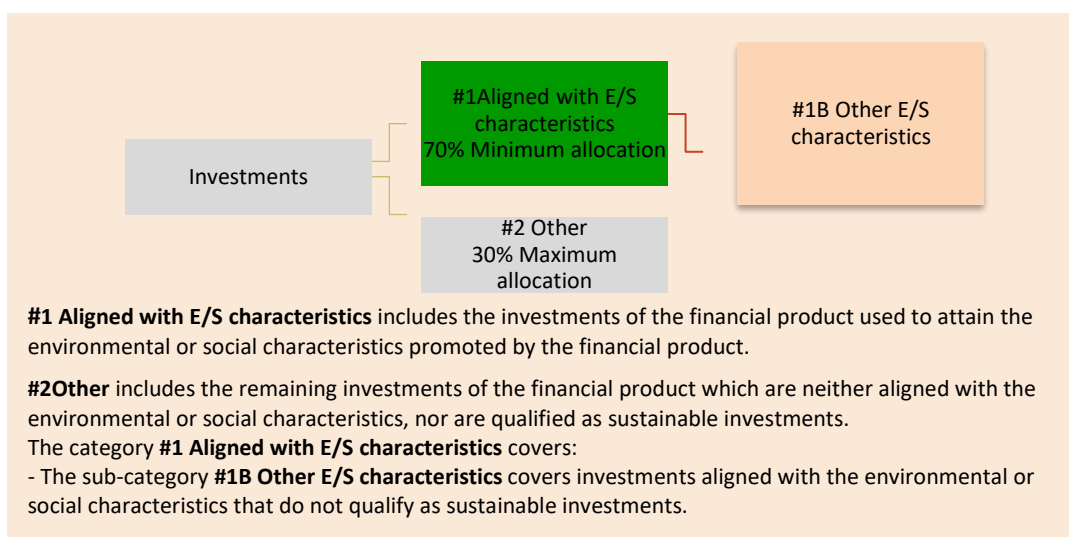 #1Aligned with E/S
characteristics
70% Minimum allocation
#1B Other E/S
characteristics
Investments
#2 Other
30% Maximum
allocation
#1 Aligned with E/S characteristics includes the investments of the financial product used to attain the
environmental or social characteristics promoted by the financial product.
#2Other includes the remaining investments of the financial product which are neither aligned with the
environmental or social characteristics, nor are qualified as sustainable investments.
The category #1 Aligned with E/S characteristics covers:
- The sub-category #1B Other E/S characteristics covers investments aligned with the environmental or
social characteristics that do not qualify as sustainable investments.